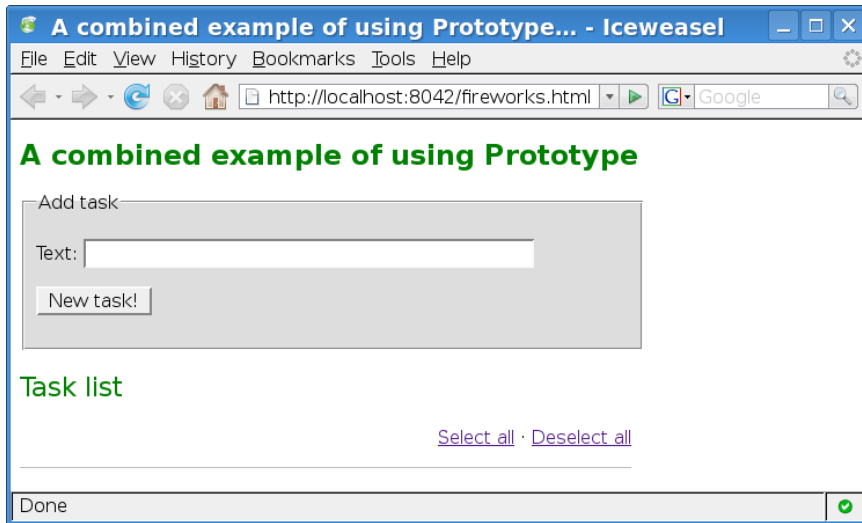 A combined example of using Prototype... - Iceweasel
File Edit View History Bookmarks Tools Help
http://localhost:8042/fireworks.html G Google
A combined example of using Prototype
Add task
Text:
New task!
Task list
Select all · Deselect all
Done